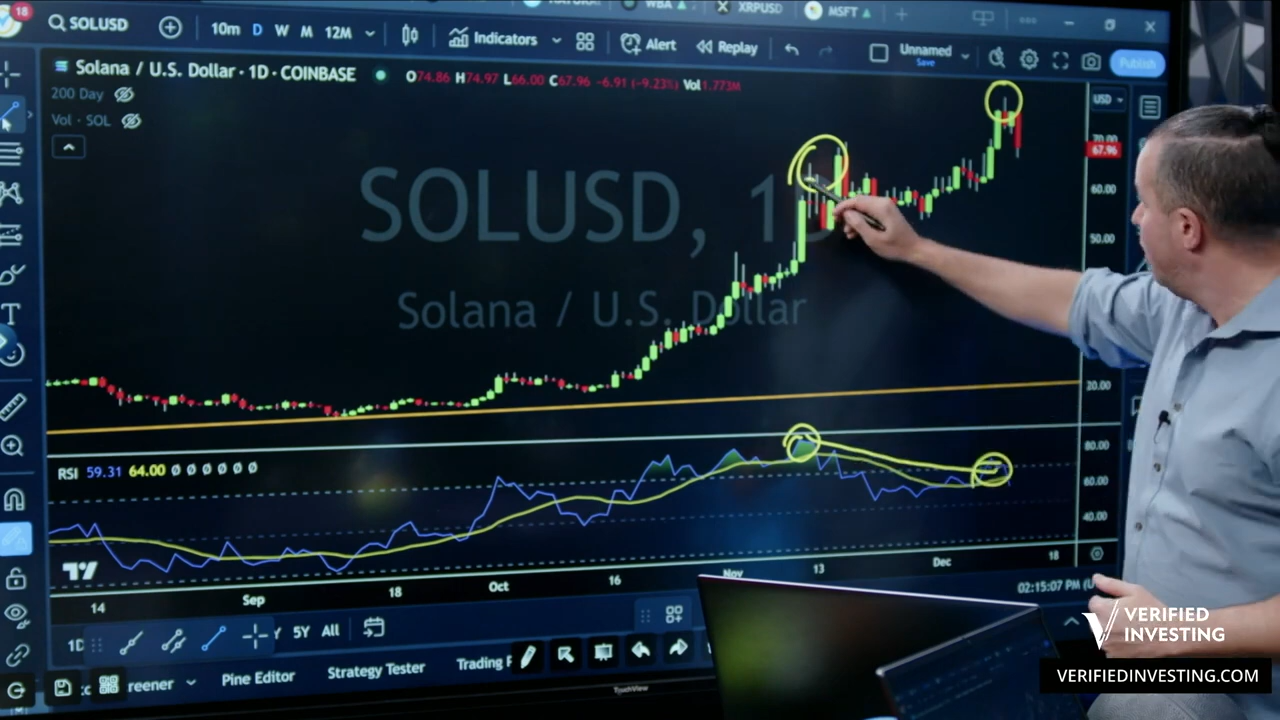 18
SOLUSD
10m D W M 12M
Indicators
Alert
Replay
WBA
XRPUSD
MSFT
Unnamed
Save
Publish
Solana / U.S. Dollar · 1D · COINBASE
O74.86 H74.97 L66.00 C67.96 -6.91 (-9.23%) Vol 1.773M
200 Day
Vol · SOL
USD
70.00
67.96
60.00
50.00
20.00
SOLUSD, 1D
Solana / U.S. Dollar
RSI 59.31 64.00 Ø Ø Ø Ø Ø Ø
80.00
60.00
40.00
14 Sep 18 Oct 16 Nov 13 Dec 18
02:15:07 PM (U
1D
5Y All
reener
Pine Editor
Strategy Tester
Trading P
TouchView
VERIFIED
INVESTING
VERIFIEDINVESTING.COM